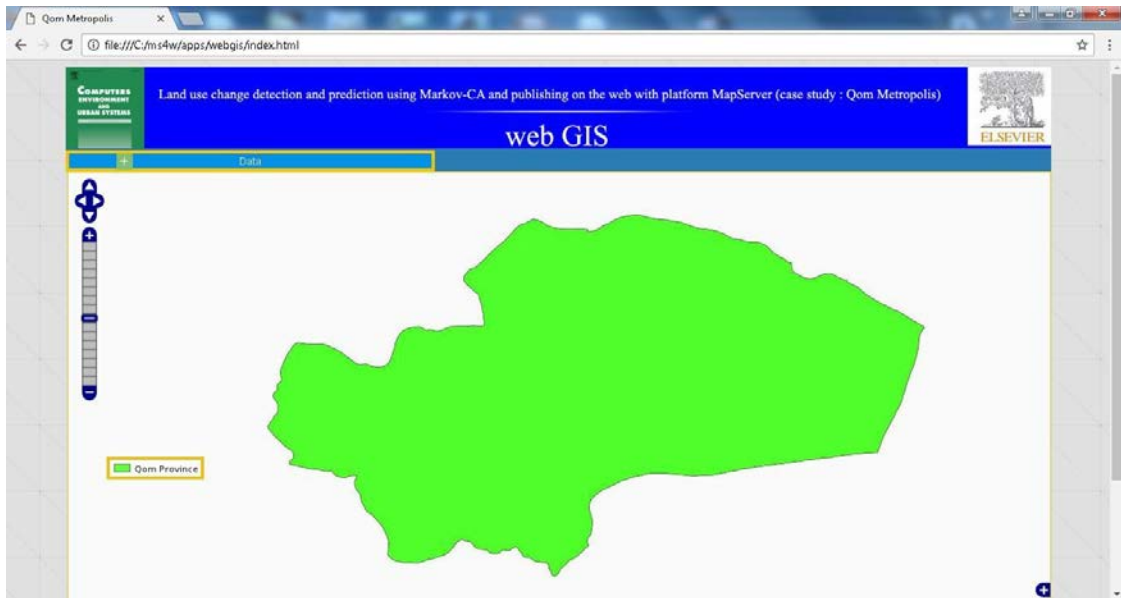 Qom Metropolis
file:///C:/ms4w/apps/webgis/index.html
COMPUTERS
ENVIRONMENT
AND
URBAN SYSTEMS
Land use change detection and prediction using Markov-CA and publishing on the web with platform MapServer (case study : Qom Metropolis)
web GIS
ELSEVIER
Data
Qom Province